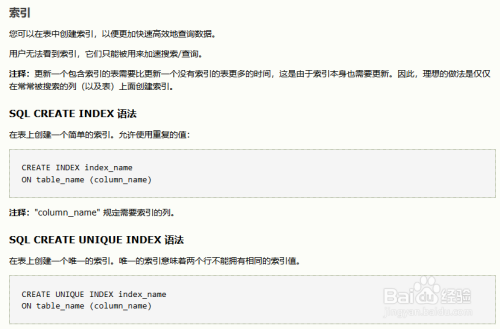 索引
您可以在表中创建索引，以便更加快速高效地查询数据。
用户无法看到索引，它们只能被用来加速搜索/查询。
注释：更新一个包含索引的表需要比更新一个没有索引的表更多的时间，这是由于索引本身也需要更新。因此，理想的做法是仅仅
在常常被搜索的列（以及表）上面创建索引。
SQL CREATE INDEX 语法
在表上创建一个简单的索引。允许使用重复的值：
CREATE INDEX index_name
ON table_name (column_name)
注释："column_name" 规定需要索引的列。
SQL CREATE UNIQUE INDEX 语法
在表上创建一个唯一的索引。唯一的索引意味着两个行不能拥有相同的索引值。
CREATE UNIQUE INDEX index_name
ON table_name (column_name)
Baidu经验
jingyan.baidu.com